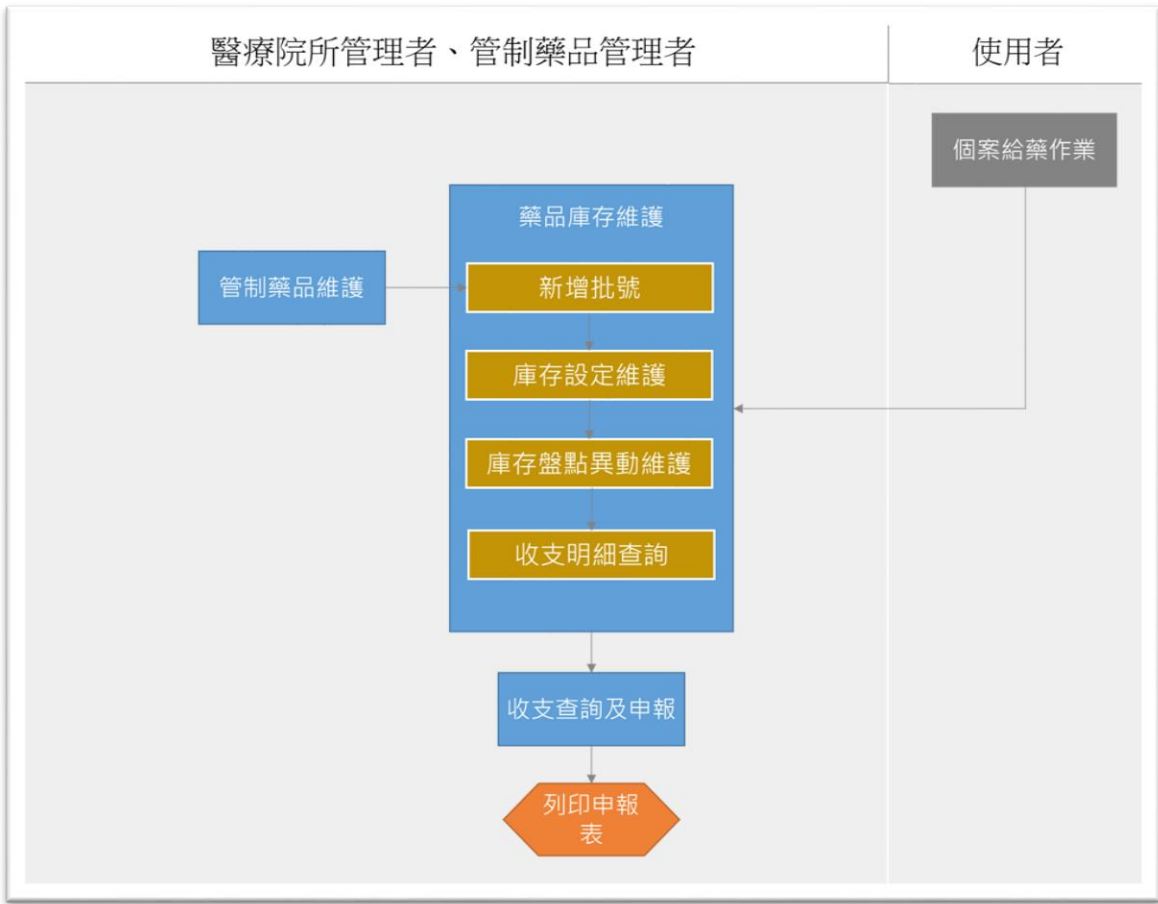 醫療院所管理者、管制藥品管理者
使用者
個案給藥作業
藥品庫存維護
管制藥品維護
新增批號
庫存設定維護
庫存盤點異動維護
收支明細查詢
收支查詢及申報
列印申報
表